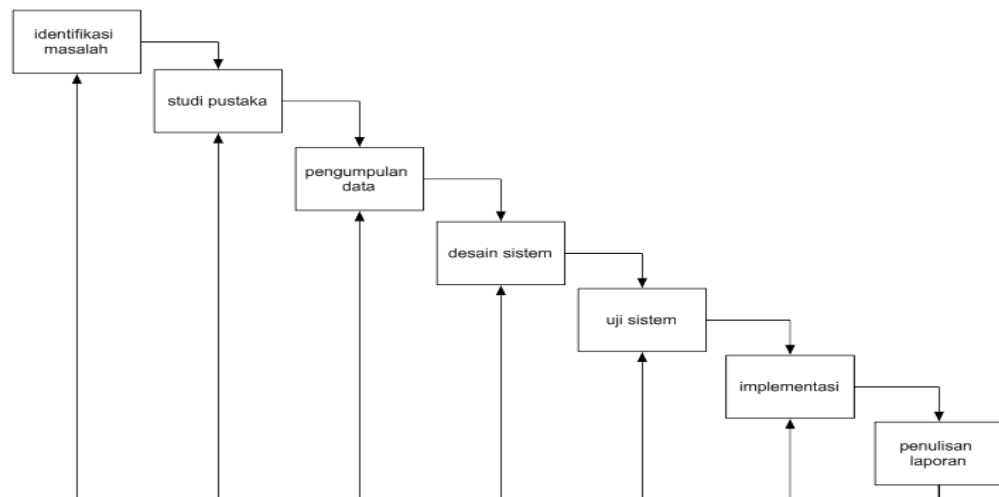 identifikasi
masalah
studi pustaka
pengumpulan
data
desain sistem
uji sistem
implementasi
penulisan
laporan